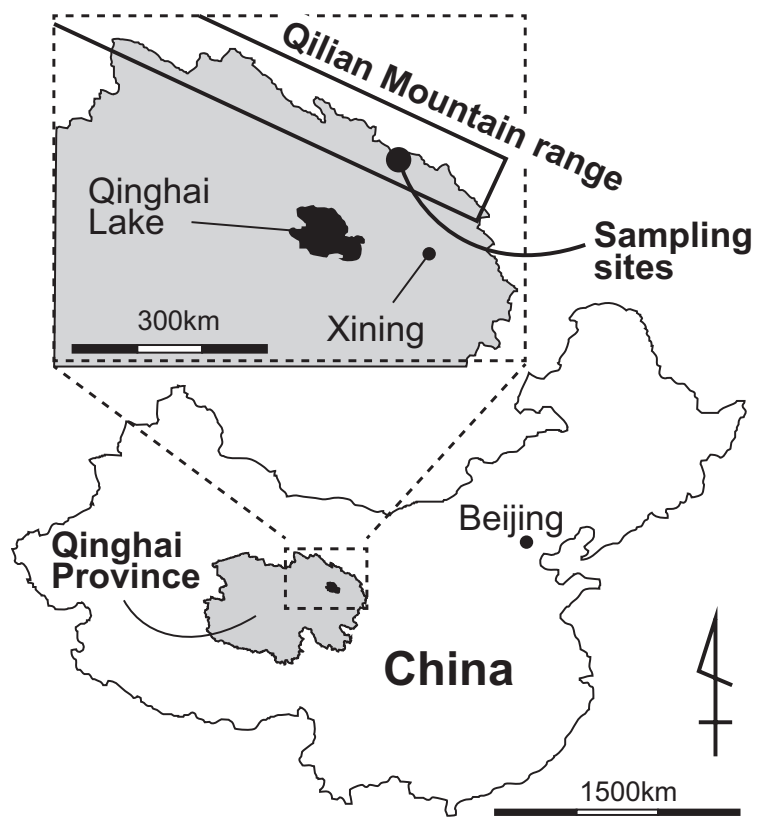 Qilian Mountain range
Qinghai
Lake
Sampling
sites
Xining
300km
Beijing
Qinghai
Province
China
1500km